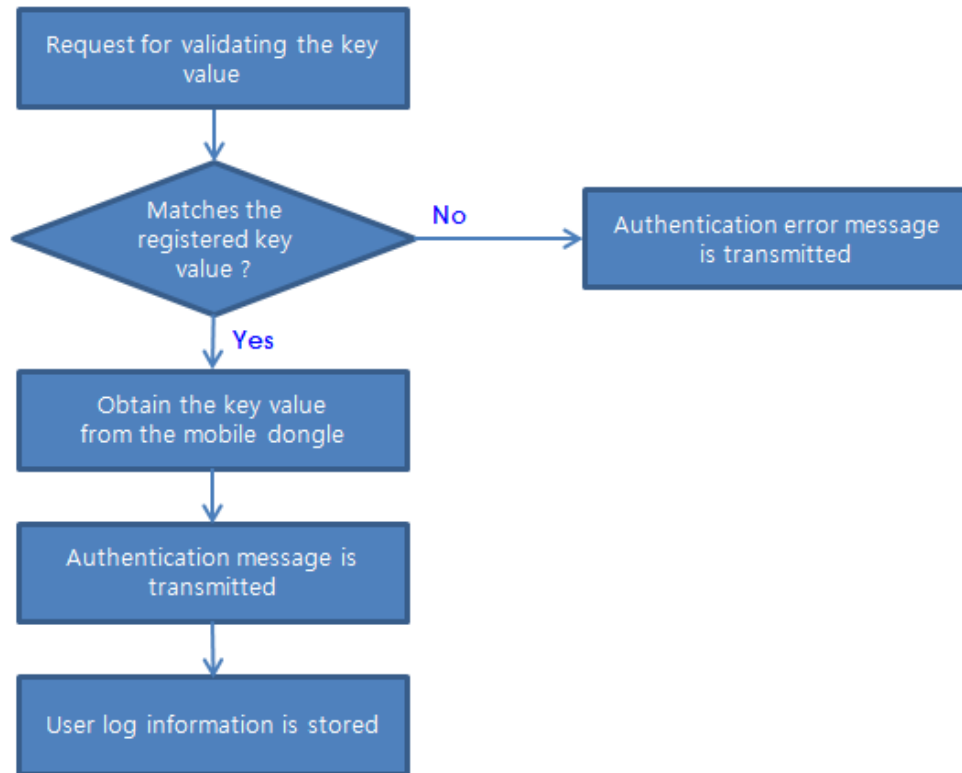 Request for validating the key
value
Matches the
registered key
value ?
No
Authentication error message
is transmitted
Yes
Obtain the key value
from the mobile dongle
Authentication message is
transmitted
User log information is stored